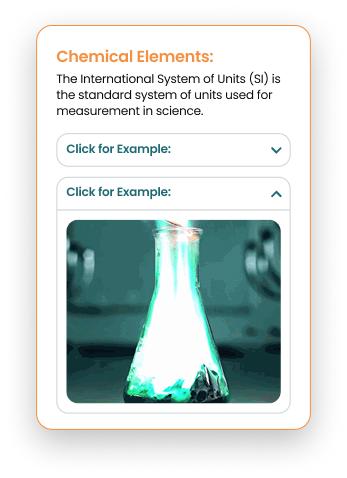 Chemical Elements:
The International System of Units (SI) is
the standard system of units used for
measurement in science.
Click for Example:
Click for Example: